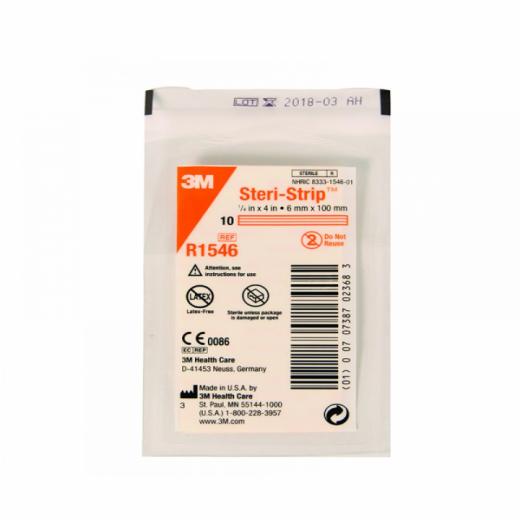 LOT 2018-03 AH
STERILE R
NHRIC 8333-1546-01
3M
Steri-Strip™
1/4 in x 4 in • 6 mm x 100 mm
10
REF
R1546
2 Do Not
Reuse
Attention, see
instructions for use
LATEX
Latex-Free
Sterile unless package
is damaged or open
CE 0086
EC REP
3M Health Care
D-41453 Neuss, Germany
Made in U.S.A. by
3M Health Care
St. Paul, MN 55144-1000
(U.S.A.) 1-800-228-3957
www.3M.com
3
(01) 0 07 07387 02368 3